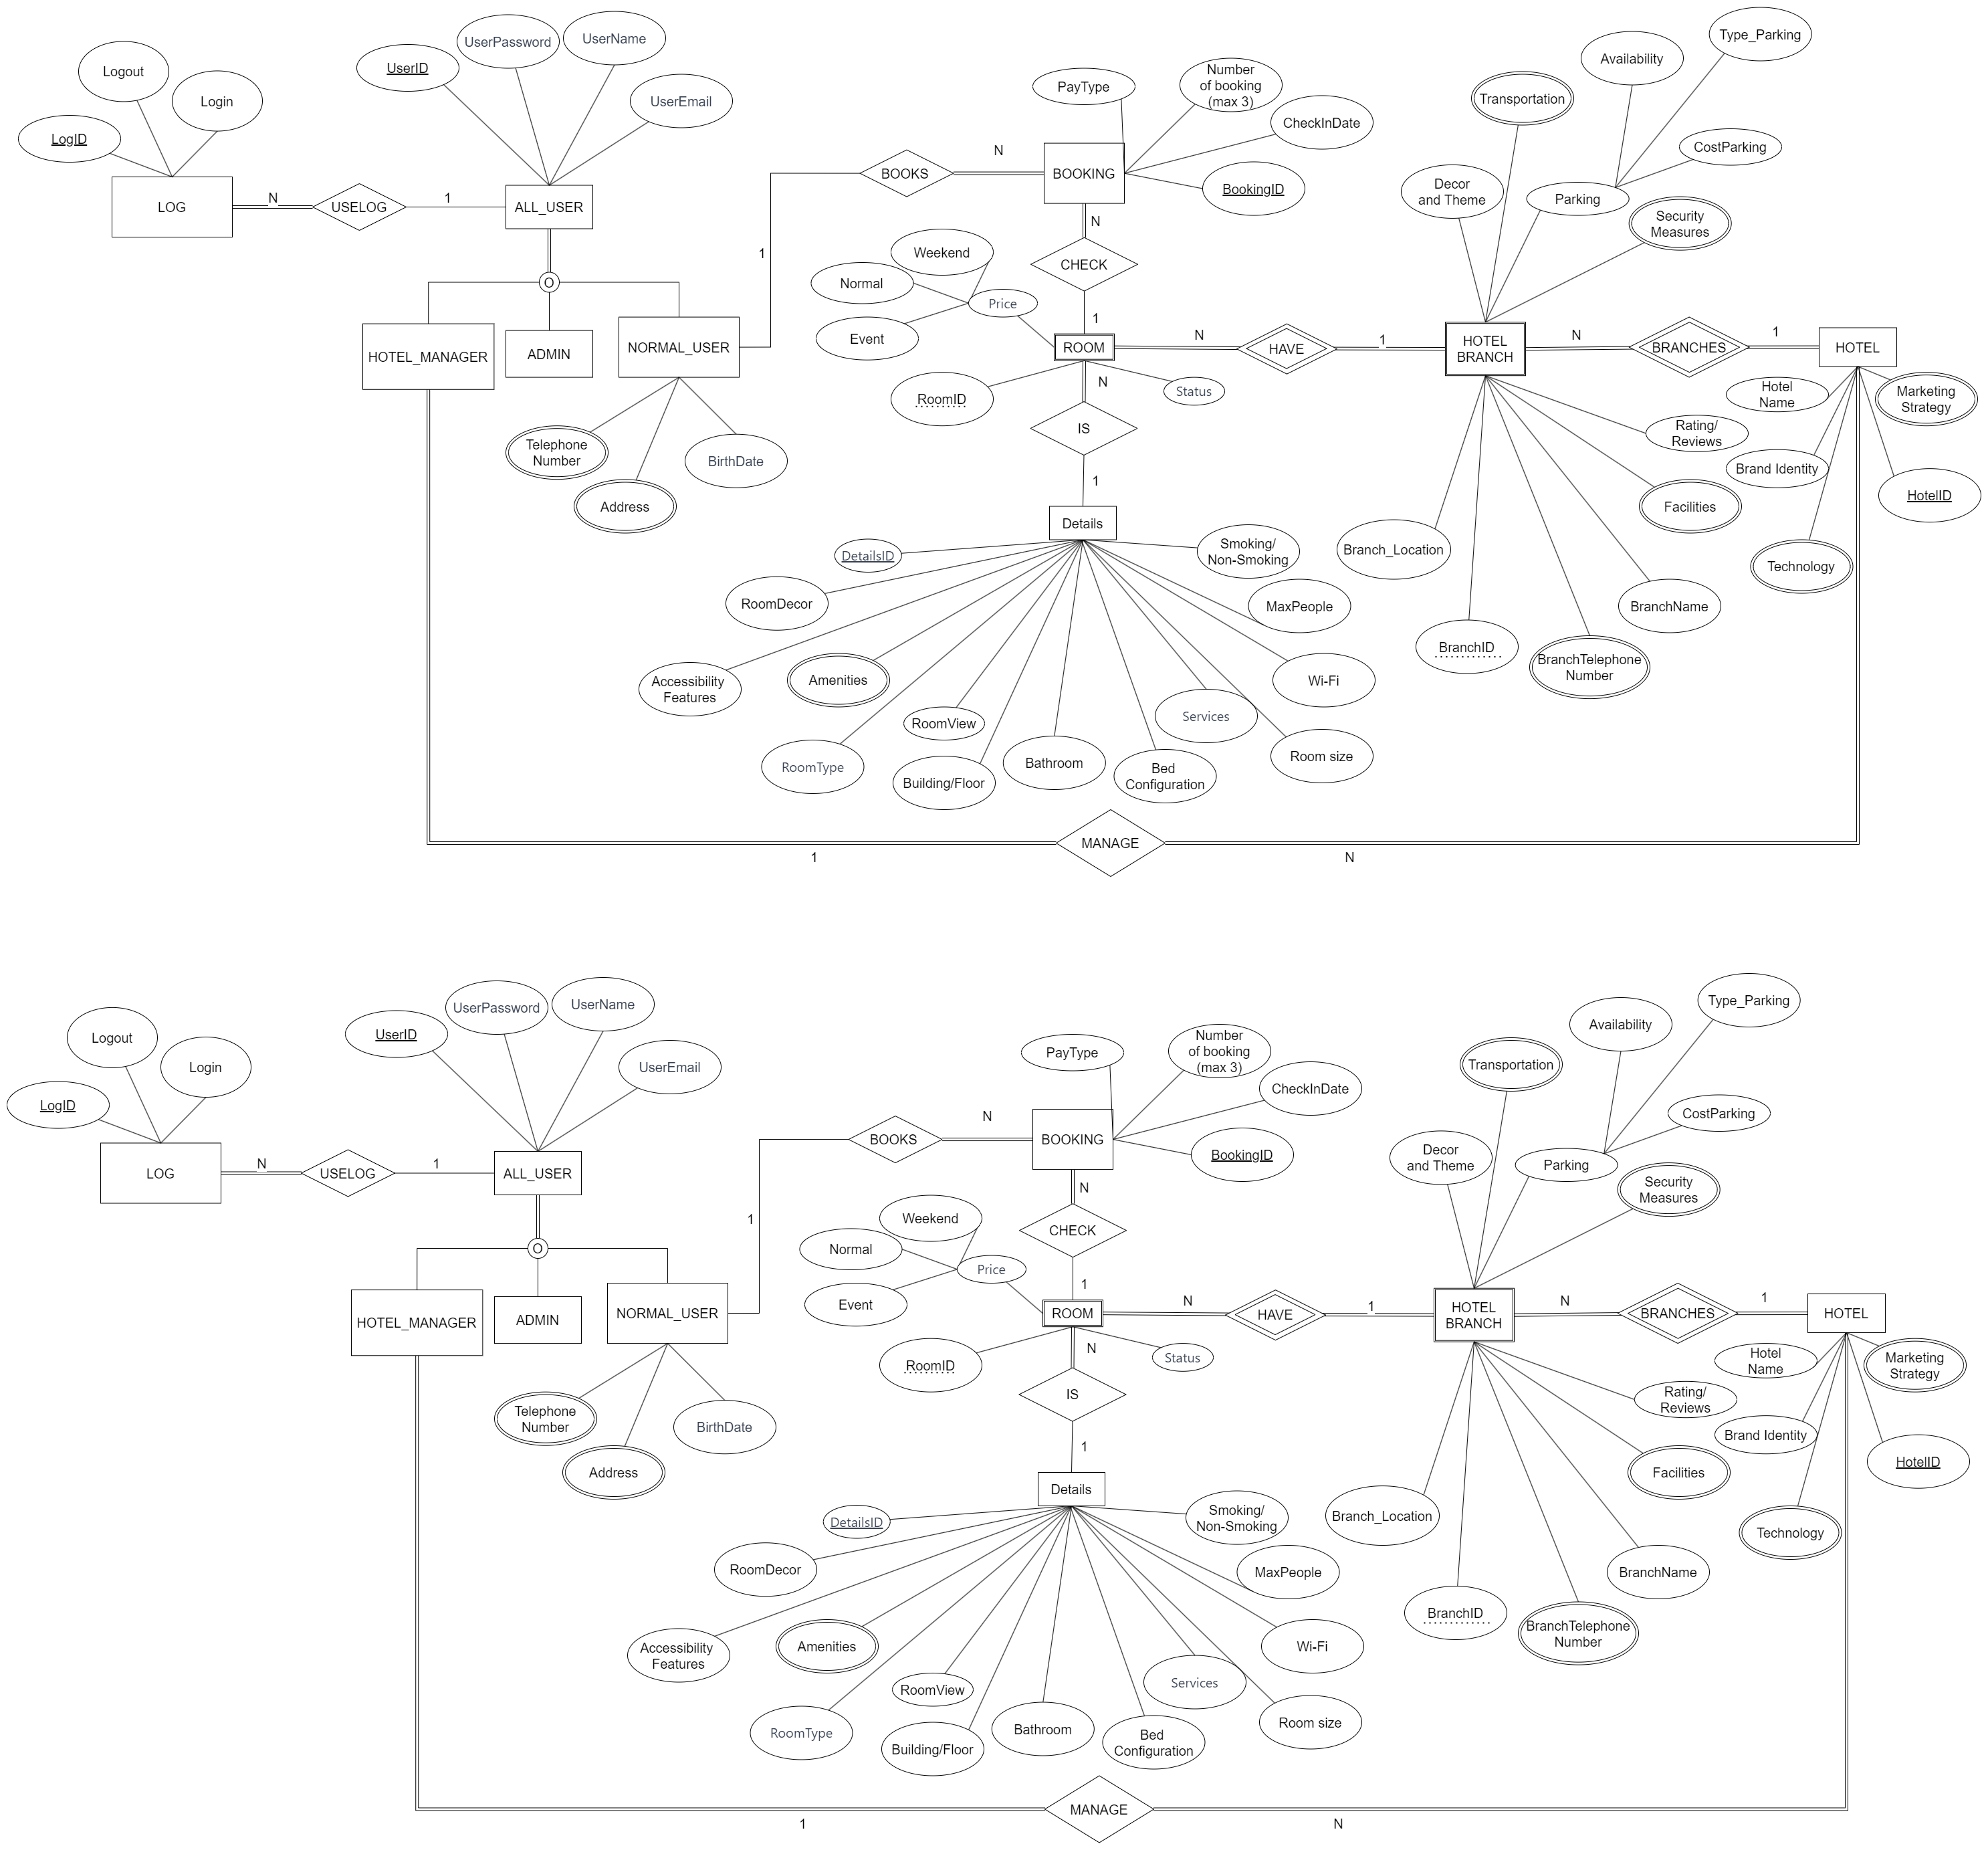 Type_Parking
UserName
UserPassword
Availability
UserID
Logout
Number
of booking
(max 3)
PayType
Transportation
Login
UserEmail
CheckInDate
LogID
CostParking
N
BOOKS
BOOKING
Decor
and Theme
BookingID
Parking
N
1
LOG
USELOG
ALL_USER
Security
Measures
N
Weekend
1
CHECK
Normal
O
Price
1
Event
N
1
N
1
HOTEL_MANAGER
ADMIN
NORMAL_USER
ROOM
HAVE
HOTEL
BRANCH
BRANCHES
HOTEL
N
Status
RoomID
Hotel
Name
Marketing
Strategy
IS
Rating/
Reviews
Telephone
Number
BirthDate
Brand Identity
1
HotelID
Address
Facilities
Details
Branch_Location
DetailsID
Smoking/
Non-Smoking
Technology
RoomDecor
MaxPeople
BranchName
BranchID
BranchTelephone
Number
Accessibility
Features
Amenities
Wi-Fi
RoomView
Services
RoomType
Building/Floor
Bathroom
Bed
Configuration
Room size
MANAGE
1
N
Type_Parking
UserName
UserPassword
Availability
UserID
Logout
Number
of booking
(max 3)
PayType
Transportation
Login
UserEmail
CheckInDate
LogID
CostParking
N
BOOKS
BOOKING
Decor
and Theme
BookingID
Parking
N
1
LOG
USELOG
ALL_USER
Security
Measures
N
Weekend
1
CHECK
Normal
O
Price
1
Event
N
1
N
1
HOTEL_MANAGER
ADMIN
NORMAL_USER
ROOM
HAVE
HOTEL
BRANCH
BRANCHES
HOTEL
N
Status
RoomID
Hotel
Name
Marketing
Strategy
IS
Rating/
Reviews
Telephone
Number
BirthDate
Brand Identity
1
HotelID
Address
Facilities
Details
Branch_Location
DetailsID
Smoking/
Non-Smoking
Technology
RoomDecor
MaxPeople
BranchName
BranchID
BranchTelephone
Number
Accessibility
Features
Amenities
Wi-Fi
RoomView
Services
RoomType
Building/Floor
Bathroom
Bed
Configuration
Room size
MANAGE
1
N